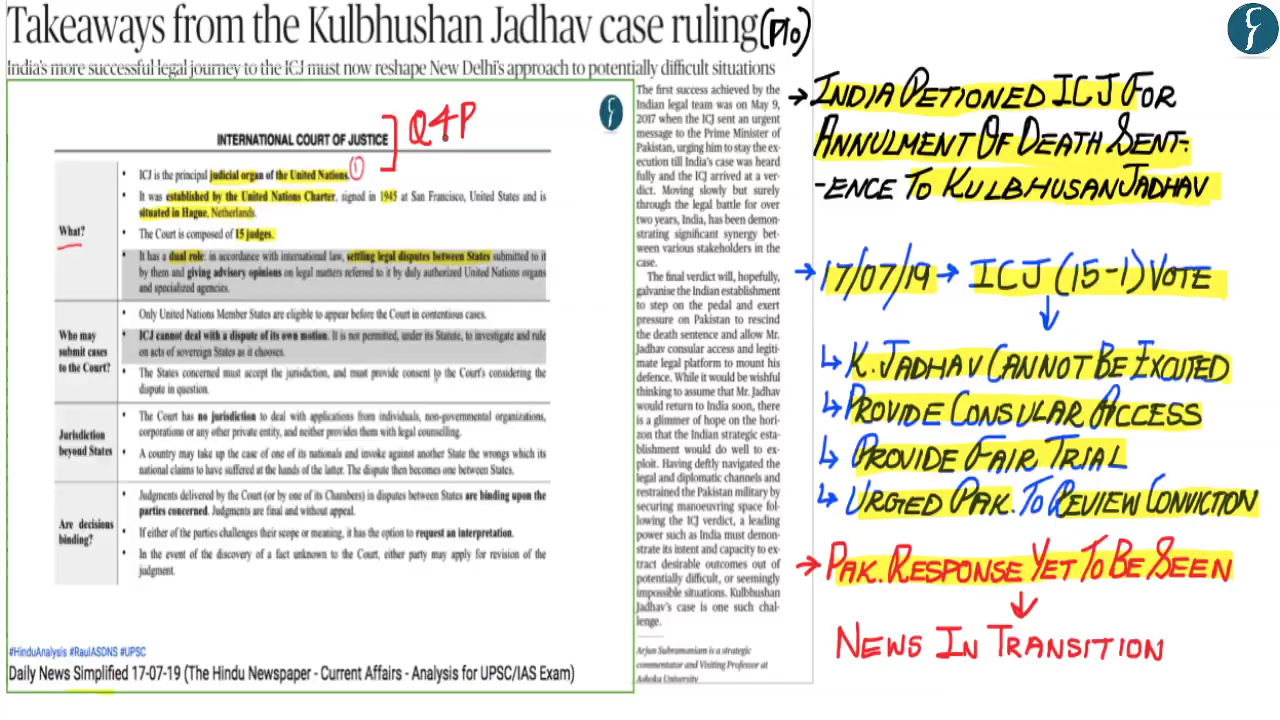 Takeaways from the Kulbhushan Jadhav case ruling (P10)
India's more successful legal journey to the ICJ must now reshape New Delhi's approach to potentially difficult situations
INTERNATIONAL COURT OF JUSTICE
Q4P
What?
• ICJ is the principal judicial organ of the United Nations. 1
• It was established by the United Nations Charter, signed in 1945 at San Francisco, United States and is
situated in Hague, Netherlands.
• The Court is composed of 15 judges.
• It has a dual role: in accordance with international law, settling legal disputes between States submitted to it
by them and giving advisory opinions on legal matters referred to it by duly authorized United Nations organs
and specialized agencies.
Who may
submit cases
to the Court?
• Only United Nations Member States are eligible to appear before the Court in contentious cases.
• ICJ cannot deal with a dispute of its own motion. It is not permitted, under its Statute, to investigate and rule
on acts of sovereign States as it chooses.
• The States concerned must accept the jurisdiction, and must provide consent to the Court's considering the
dispute in question.
Jurisdiction
beyond States
• The Court has no jurisdiction to deal with applications from individuals, non-governmental organizations,
corporations or any other private entity, and neither provides them with legal counselling.
• A country may take up the case of one of its nationals and invoke against another State the wrongs which its
national claims to have suffered at the hands of the latter. The dispute then becomes one between States.
Are decisions
binding?
• Judgments delivered by the Court (or by one of its Chambers) in disputes between States are binding upon the
parties concerned. Judgments are final and without appeal.
• If either of the parties challenges their scope or meaning, it has the option to request an interpretation.
• In the event of the discovery of a fact unknown to the Court, either party may apply for revision of the
judgment.
#HinduAnalysis #RauIASDNS #UPSC
Daily News Simplified 17-07-19 (The Hindu Newspaper - Current Affairs - Analysis for UPSC/IAS Exam)
The first success achieved by the
Indian legal team was on May 9,
2017 when the ICJ sent an urgent
message to the Prime Minister of
Pakistan, urging him to stay the ex-
ecution till India's case was heard
fully and the ICJ arrived at a ver-
dict. Moving slowly but surely
through the legal battle for over
two years, India, has been demon-
strating significant synergy bet-
ween various stakeholders in the
case.
The final verdict will, hopefully,
galvanise the Indian establishment
to step on the pedal and exert
pressure on Pakistan to rescind
the death sentence and allow Mr.
Jadhav consular access and legiti-
mate legal platform to mount his
defence. While it would be wishful
thinking to assume that Mr. Jadhav
would return to India soon, there
is a glimmer of hope on the hori-
zon that the Indian strategic esta-
blishment would do well to ex-
ploit. Having deftly navigated the
legal and diplomatic channels and
restrained the Pakistan military by
securing manoeuvring space fol-
lowing the ICJ verdict, a leading
power such as India must demon-
strate its intent and capacity to ex-
tract desirable outcomes out of
potentially difficult, or seemingly
impossible situations. Kulbhushan
Jadhav's case is one such chal-
lenge.
Arjun Subramaniam is a strategic
commentator and Visiting Professor at
Ashoka University
→ INDIA PETIONED ICJ FOR
ANNULMENT OF DEATH SENT-
-ENCE TO KULBHUSAN JADHAV
→ 17/07/19 → ICJ (15-1) VOTE
↓
↳ K. JADHAV CANNOT BE EXCUTED
↳ PROVIDE CONSULAR ACCESS
↳ PROVIDE FAIR TRIAL
↳ URGED PAK. TO REVIEW CONVICTION
→ PAK. RESPONSE YET TO BE SEEN
↓
NEWS IN TRANSITION